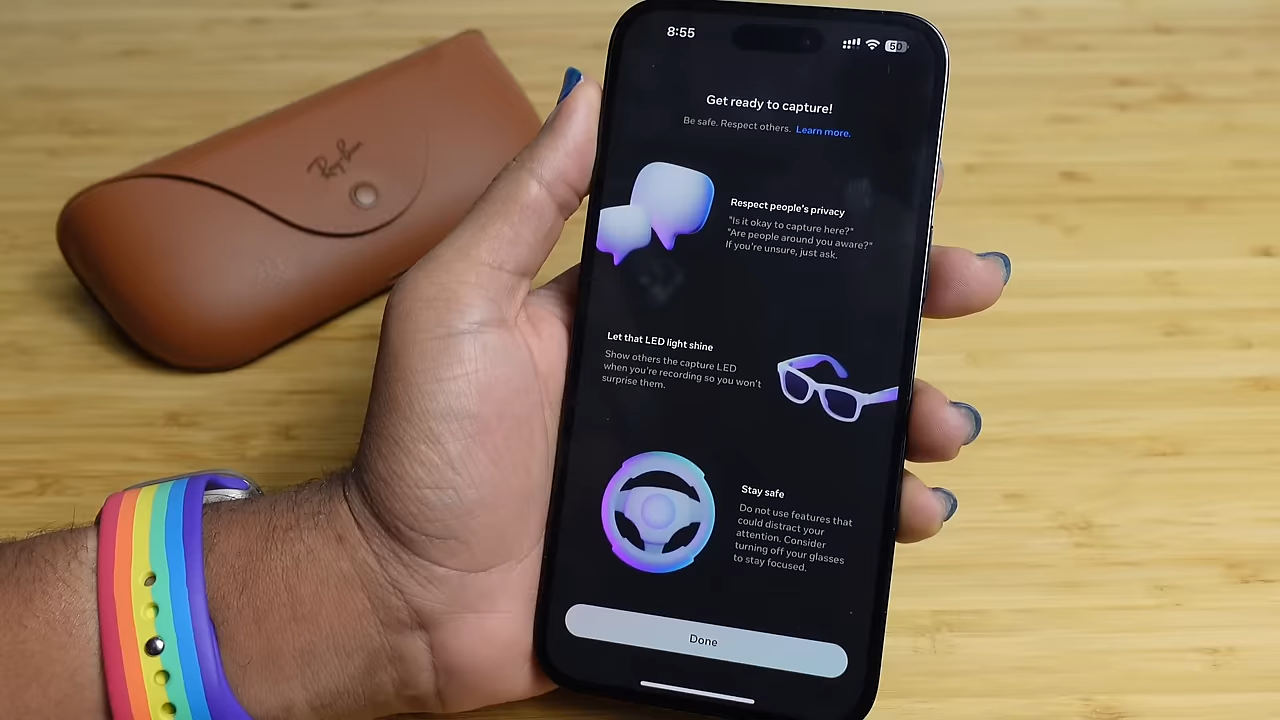 8:55
50
Get ready to capture!
Be safe. Respect others. Learn more.
Ray-Ban
Respect people's privacy
"Is it okay to capture here?"
"Are people around you aware?"
If you're unsure, just ask.
Let that LED light shine
Show others the capture LED
when you're recording so you won't
surprise them.
Stay safe
Do not use features that
could distract your
attention. Consider
turning off your glasses
to stay focused.
Done